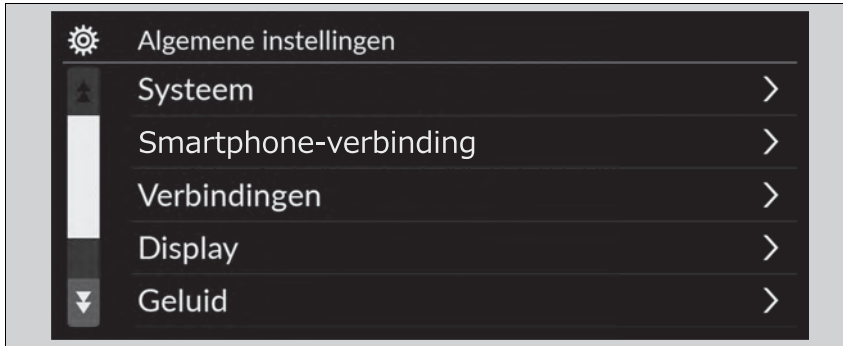 Algemene instellingen
Systeem
Smartphone-verbinding
Verbindingen
Display
Geluid